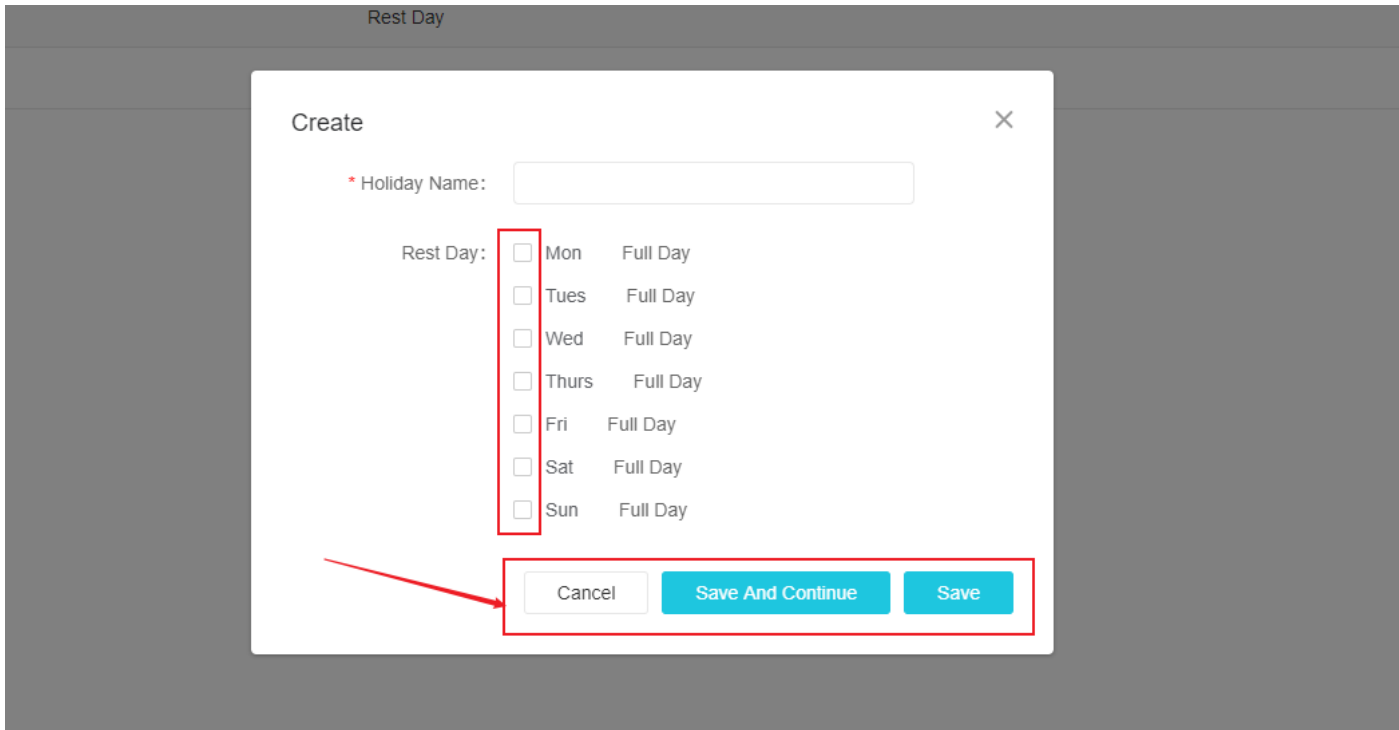 Rest Day
Create
* Holiday Name:
Rest Day: Mon Full Day
Tues Full Day
Wed Full Day
Thurs Full Day
Fri Full Day
Sat Full Day
Sun Full Day
Cancel Save And Continue Save